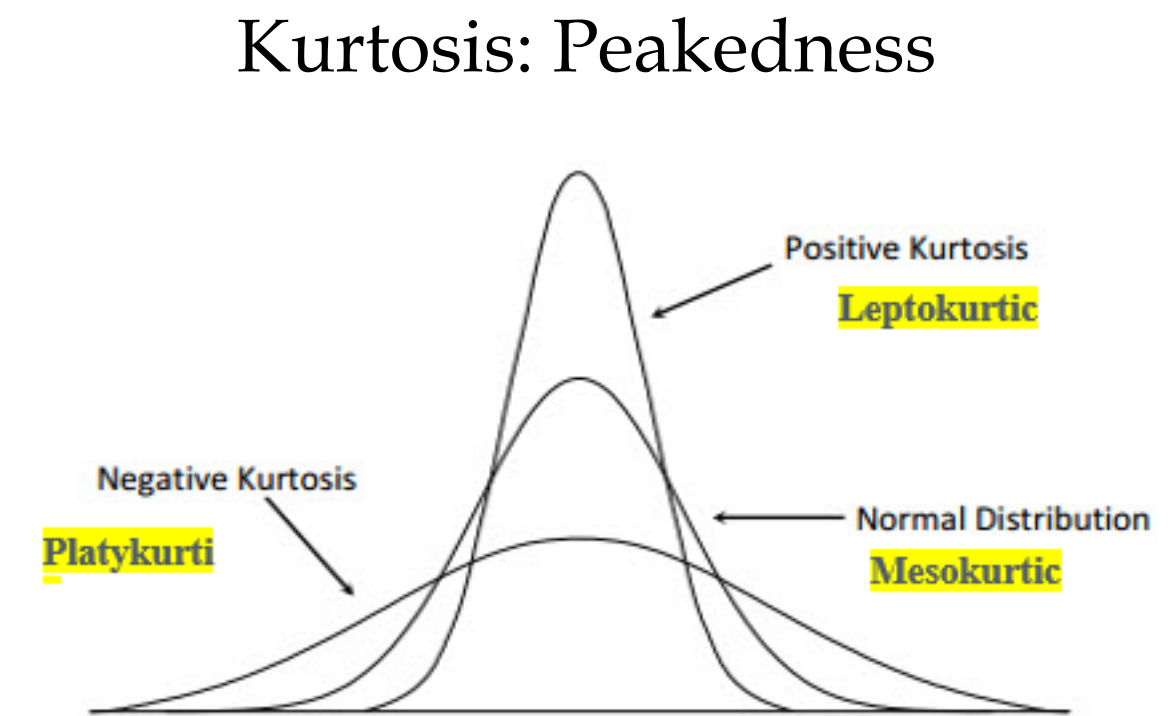 Kurtosis: Peakedness
Positive Kurtosis
Leptokurtic
Negative Kurtosis
Platykurti
Normal Distribution
Mesokurtic